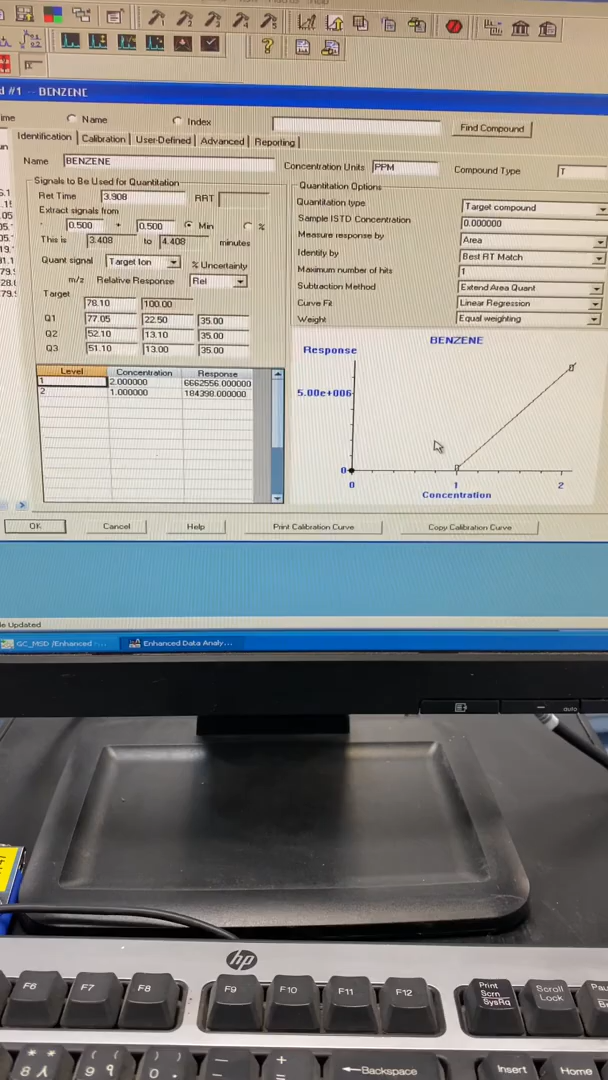 #1 -- BENZENE
Name
Index
Find Compound
Identification
Calibration
User-Defined
Advanced
Reporting
Name
BENZENE
Concentration Units
PPM
Compound Type
T
Signals to Be Used for Quantitation
Ret Time
3.908
RRT
Extract signals from
- 0.500 + 0.500 Min %
This is 3.408 to 4.408 minutes
Quant signal
Target Ion
% Uncertainty
m/z
Relative Response
Rel
Target
78.10 100.00
Q1 77.05 22.50 35.00
Q2 52.10 13.10 35.00
Q3 51.10 13.00 35.00
Quantitation Options
Quantitation type
Target compound
Sample ISTD Concentration
0.000000
Measure response by
Area
Identify by
Best RT Match
Maximum number of hits
1
Subtraction Method
Extend Area Quant
Curve Fit
Linear Regression
Weight
Equal weighting
Level Concentration Response
1 2.000000 6662556.000000
2 1.000000 184398.000000
BENZENE
Response
5.00e+006
0
0 1 2
Concentration
OK
Cancel
Help
Print Calibration Curve
Copy Calibration Curve
Updated
GC_MSD /Enhanced -...
Enhanced Data Analy...
auto
hp
F6 F7 F8 F9 F10 F11 F12
Print
Scrn
SysRq
Scroll
Lock
Backspace
Insert
Home